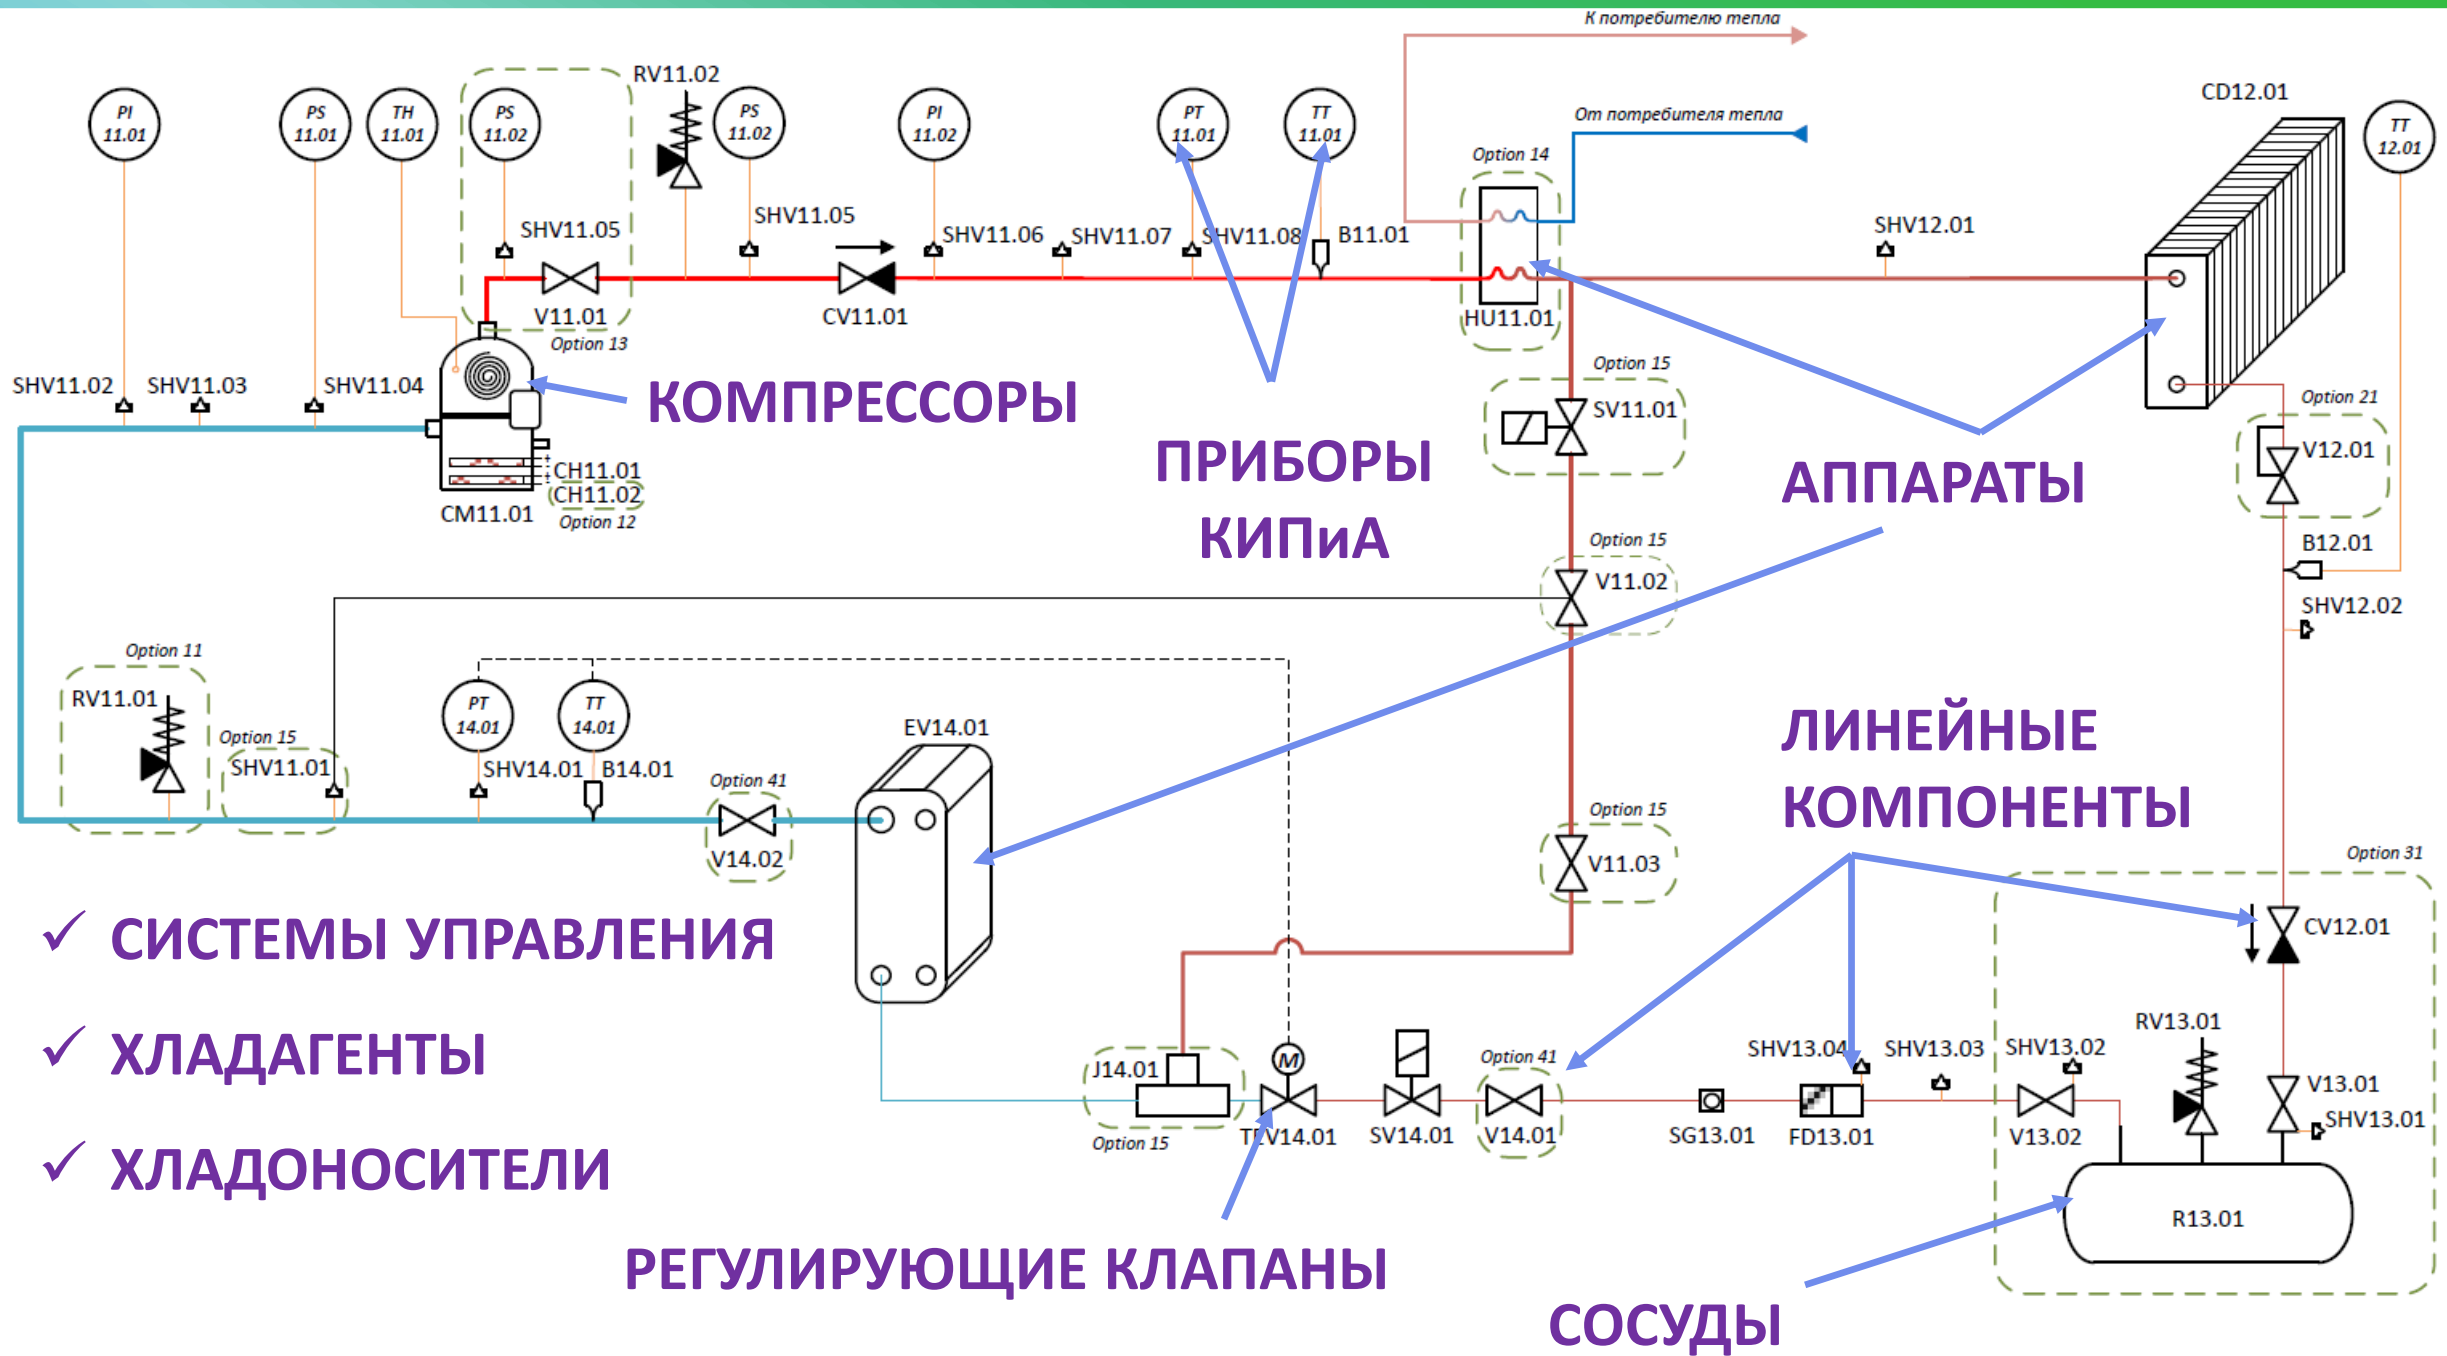 К потребителю тепла
От потребителя тепла
PI
11.01
PS
11.01
TH
11.01
PS
11.02
RV11.02
PS
11.02
PI
11.02
PT
11.01
TT
11.01
CD12.01
TT
12.01
Option 14
SHV11.05
SHV11.05
SHV11.06
SHV11.07
SHV11.08
B11.01
SHV12.01
V11.01
Option 13
CV11.01
HU11.01
SHV11.02
SHV11.03
SHV11.04
КОМПРЕССОРЫ
Option 15
SV11.01
Option 21
V12.01
ПРИБОРЫ
КИПиА
АППАРАТЫ
CH11.01
CH11.02
CM11.01
Option 12
Option 15
V11.02
B12.01
SHV12.02
Option 11
RV11.01
Option 15
SHV11.01
PT
14.01
TT
14.01
SHV14.01
B14.01
Option 41
V14.02
EV14.01
ЛИНЕЙНЫЕ
КОМПОНЕНТЫ
Option 15
V11.03
Option 31
CV12.01
✓ СИСТЕМЫ УПРАВЛЕНИЯ
✓ ХЛАДАГЕНТЫ
✓ ХЛАДОНОСИТЕЛИ
J14.01
Option 15
M
TEV14.01
SV14.01
Option 41
V14.01
SG13.01
SHV13.04
FD13.01
SHV13.03
SHV13.02
V13.02
RV13.01
V13.01
SHV13.01
R13.01
РЕГУЛИРУЮЩИЕ КЛАПАНЫ
СОСУДЫ